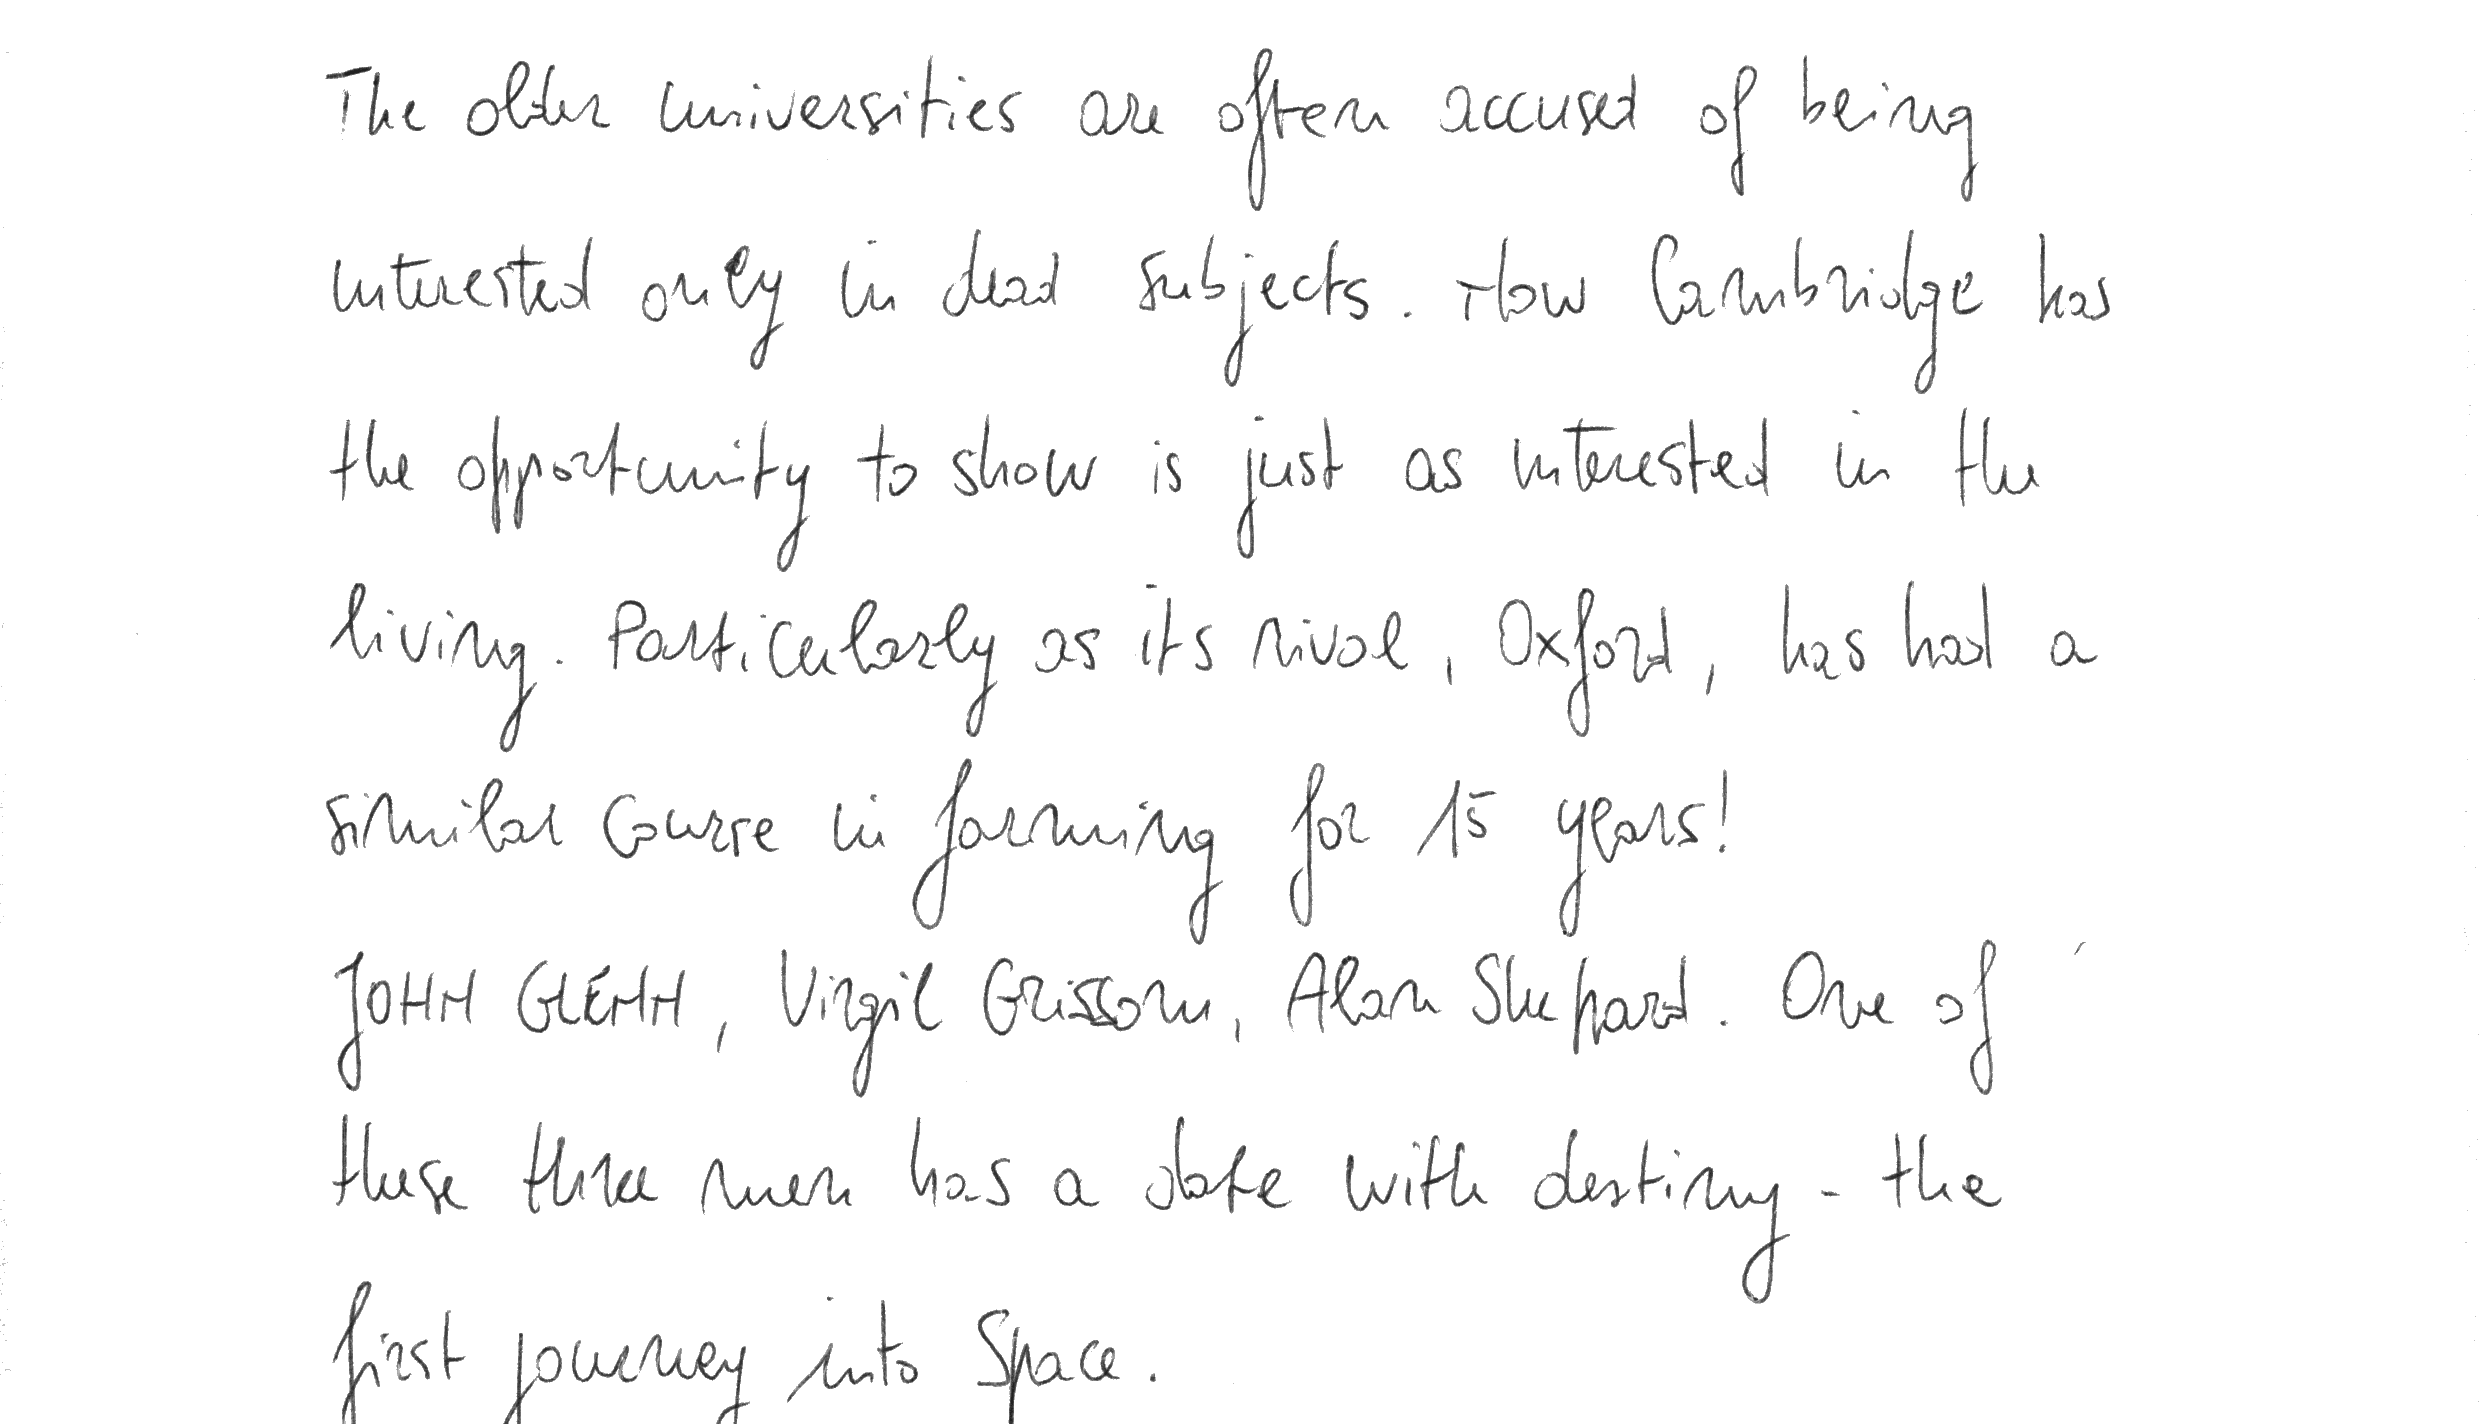 The older universities are often accused of being
interested only in dead subjects. Now Cambridge has
the opportunity to show is just as interested in the
living. Particularly as its rival, Oxford, has had a
similar course in farming for 15 years!
JOHN GLENN, Virgil Grissom, Alan Shepard. One of
these three men has a date with destiny - the
first journey into Space.